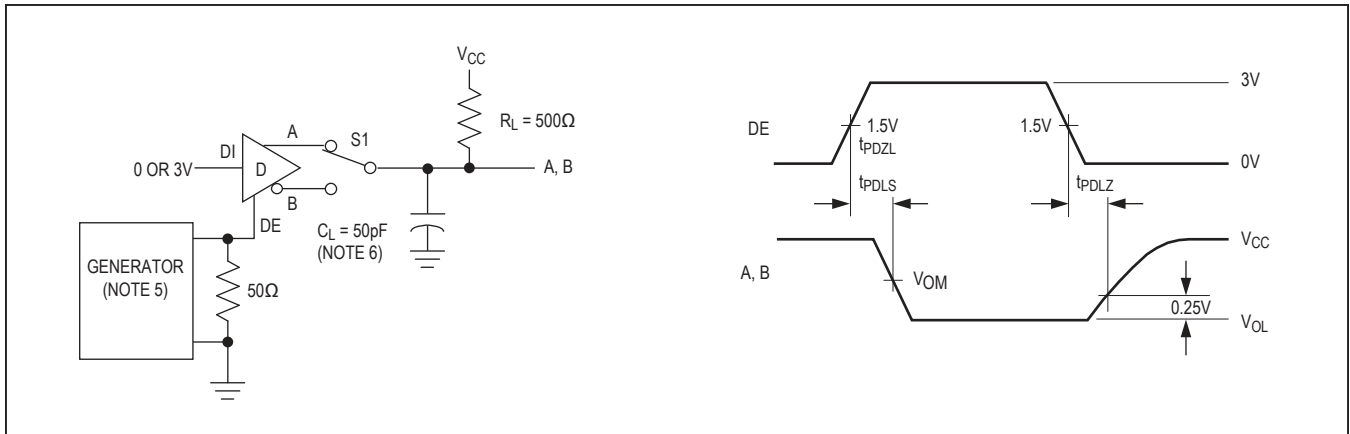 V_CC
R_L = 500Ω
A
S1
DI
D
0 OR 3V
A, B
B
DE
C_L = 50pF
(NOTE 6)
GENERATOR
(NOTE 5)
50Ω
3V
DE
1.5V
1.5V
t_PDZL
0V
t_PDLS
t_PDLZ
V_CC
A, B
V_OM
0.25V
V_OL